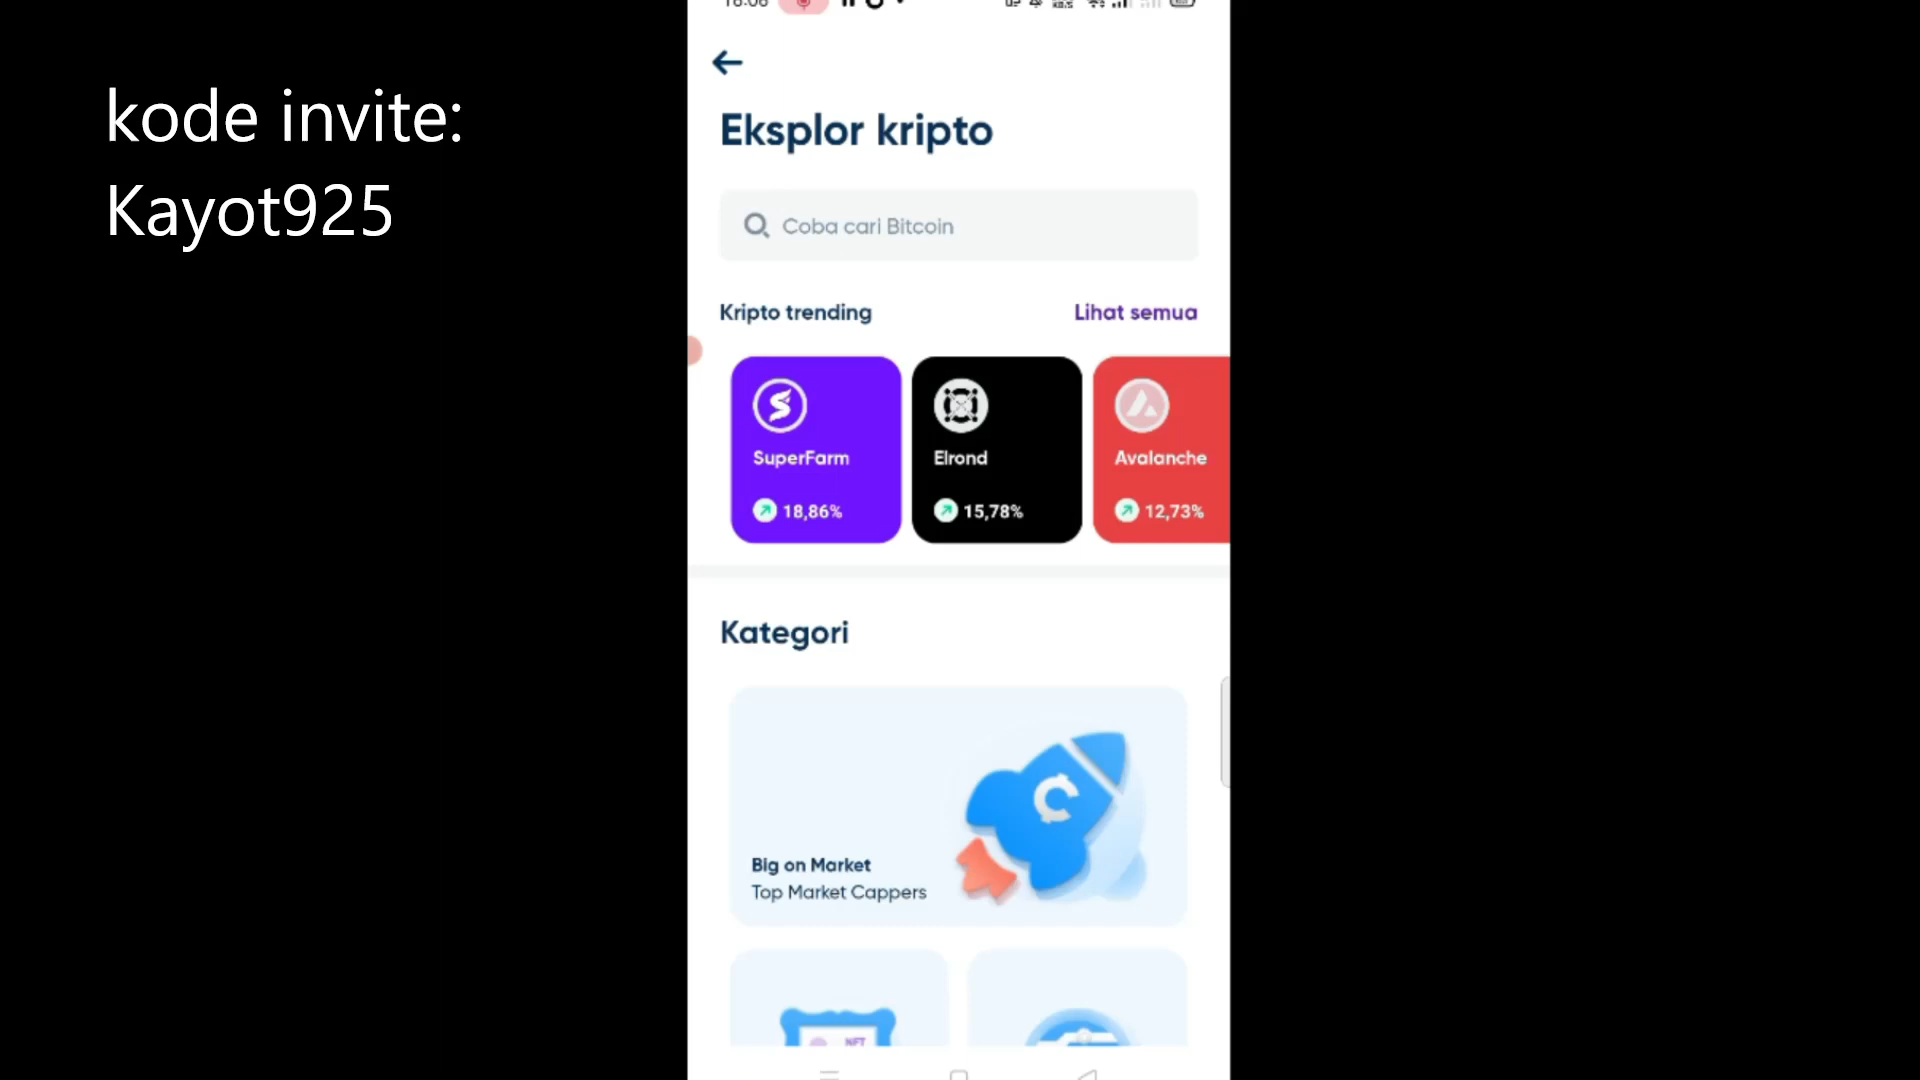 kode invite:
Kayot925
Eksplor kripto
Coba cari Bitcoin
Kripto trending
Lihat semua
SuperFarm
Elrond
Avalanche
18,86%
15,78%
12,73%
Kategori
Big on Market
Top Market Cappers
NFT